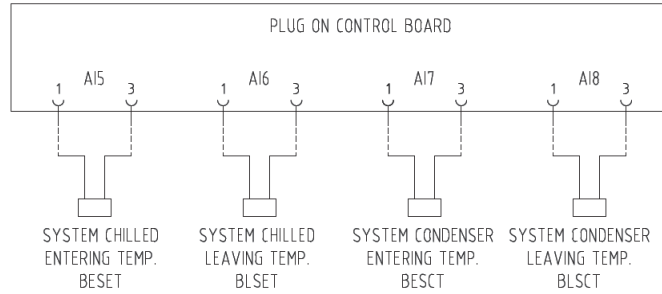 PLUG ON CONTROL BOARD
1 AI5 3 1 AI6 3 1 AI7 3 1 AI8 3
SYSTEM CHILLED SYSTEM CHILLED SYSTEM CONDENSER SYSTEM CONDENSER
ENTERING TEMP. LEAVING TEMP. ENTERING TEMP. LEAVING TEMP.
BESET BLSET BESCT BLSCT